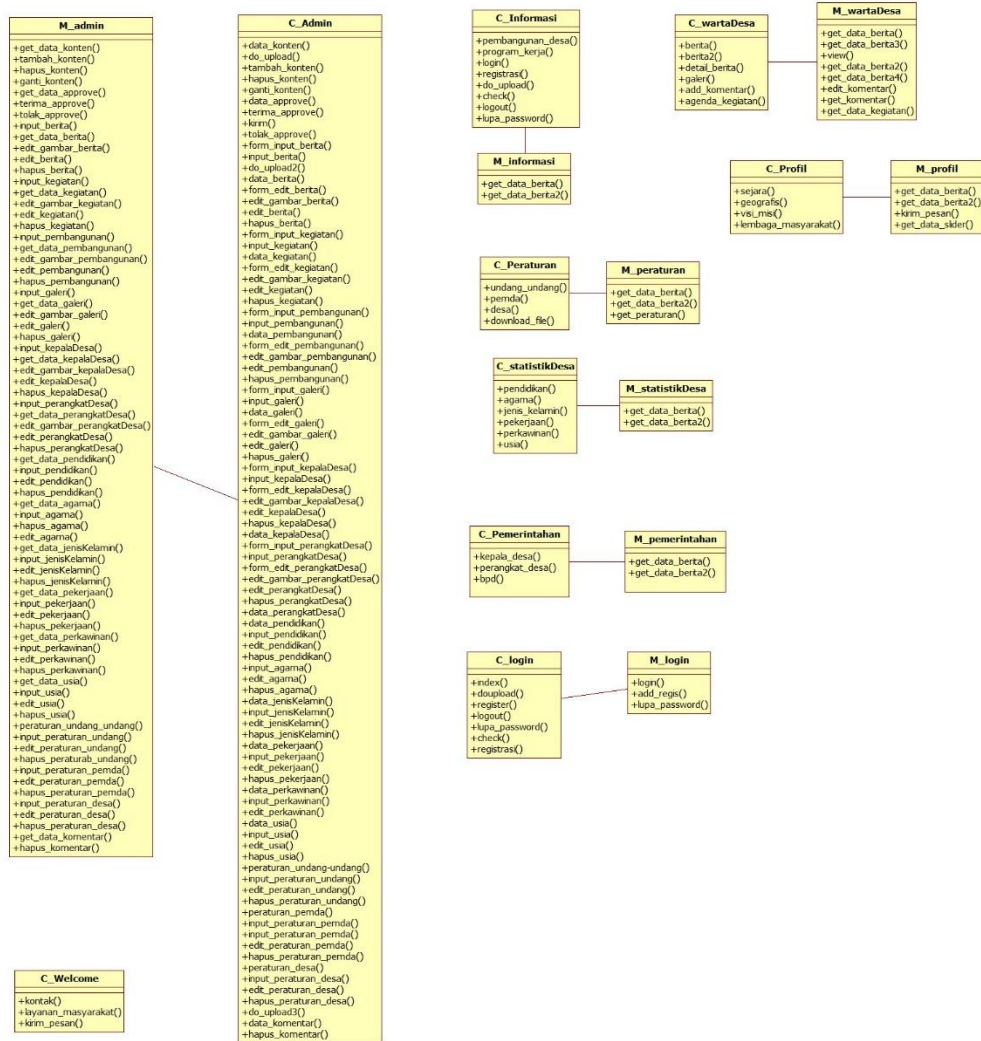 M_admin
+get_data_konten()
+tambah_konten()
+hapus_konten()
+ganti_konten()
+get_data_approve()
+terima_approve()
+tolak_approve()
+input_berita()
+get_data_berita()
+edit_gambar_berita()
+edit_berita()
+hapus_berita()
+input_kegiatan()
+get_data_kegiatan()
+edit_gambar_kegiatan()
+edit_kegiatan()
+hapus_kegiatan()
+input_pembangunan()
+get_data_pembangunan()
+edit_gambar_pembangunan()
+edit_pembangunan()
+hapus_pembangunan()
+input_galeri()
+get_data_galeri()
+edit_gambar_galeri()
+edit_galeri()
+hapus_galeri()
+input_kepalaDesa()
+get_data_kepalaDesa()
+edit_gambar_kepalaDesa()
+edit_kepalaDesa()
+hapus_kepalaDesa()
+input_perangkatDesa()
+get_data_perangkatDesa()
+edit_gambar_perangkatDesa()
+edit_perangkatDesa()
+hapus_perangkatDesa()
+get_data_pendidikan()
+input_pendidikan()
+edit_pendidikan()
+hapus_pendidikan()
+get_data_agama()
+input_agama()
+hapus_agama()
+edit_agama()
+get_data_jenisKelamin()
+input_jenisKelamin()
+edit_jenisKelamin()
+hapus_jenisKelamin()
+get_data_pekerjaan()
+input_pekerjaan()
+edit_pekerjaan()
+hapus_pekerjaan()
+get_data_perkawinan()
+input_perkawinan()
+edit_perkawinan()
+hapus_perkawinan()
+get_data_usia()
+input_usia()
+edit_usia()
+hapus_usia()
+peraturan_undang_undang()
+input_peraturan_undang()
+edit_peraturan_undang()
+hapus_peraturab_undang()
+input_peraturan_pemda()
+edit_peraturan_pemda()
+hapus_peraturan_pemda()
+input_peraturan_desa()
+edit_peraturan_desa()
+hapus_peraturan_desa()
+get_data_komentar()
+hapus_komentar()
C_Welcome
+kontak()
+layanan_masyarakat()
+kirim_pesan()
C_Admin
+data_konten()
+do_upload()
+tambah_konten()
+hapus_konten()
+ganti_konten()
+data_approve()
+terima_approve()
+kirim()
+tolak_approve()
+form_input_berita()
+input_berita()
+do_upload2()
+data_berita()
+form_edit_berita()
+edit_gambar_berita()
+edit_berita()
+hapus_berita()
+form_input_kegiatan()
+input_kegiatan()
+data_kegiatan()
+form_edit_kegiatan()
+edit_gambar_kegiatan()
+edit_kegiatan()
+hapus_kegiatan()
+form_input_pembangunan()
+input_pembangunan()
+data_pembangunan()
+form_edit_pembangunan()
+edit_gambar_pembangunan()
+edit_pembangunan()
+hapus_pembangunan()
+form_input_galeri()
+input_galeri()
+data_galeri()
+form_edit_galeri()
+edit_gambar_galeri()
+edit_galeri()
+hapus_galeri()
+form_input_kepalaDesa()
+input_kepalaDesa()
+form_edit_kepalaDesa()
+edit_gambar_kepalaDesa()
+edit_kepalaDesa()
+hapus_kepalaDesa()
+data_kepalaDesa()
+form_input_perangkatDesa()
+input_perangkatDesa()
+form_edit_perangkatDesa()
+edit_gambar_perangkatDesa()
+edit_perangkatDesa()
+hapus_perangkatDesa()
+data_perangkatDesa()
+data_pendidikan()
+input_pendidikan()
+edit_pendidikan()
+hapus_pendidikan()
+input_agama()
+edit_agama()
+hapus_agama()
+data_jenisKelamin()
+input_jenisKelamin()
+edit_jenisKelamin()
+hapus_jenisKelamin()
+data_pekerjaan()
+input_pekerjaan()
+edit_pekerjaan()
+hapus_pekerjaan()
+data_perkawinan()
+input_perkawinan()
+edit_perkawinan()
+data_usia()
+input_usia()
+edit_usia()
+hapus_usia()
+peraturan_undang-undang()
+input_peraturan_undang()
+edit_peraturan_undang()
+hapus_peraturan_undang()
+peraturan_pemda()
+input_peraturan_pemda()
+input_peraturan_pemda()
+edit_peraturan_pemda()
+hapus_peraturan_pemda()
+peraturan_desa()
+input_peraturan_desa()
+edit_peraturan_desa()
+hapus_peraturan_desa()
+do_upload3()
+data_komentar()
+hapus_komentar()
C_Informasi
+pembangunan_desa()
+program_kerja()
+login()
+registrasi()
+do_upload()
+check()
+logout()
+lupa_password()
M_informasi
+get_data_berita()
+get_data_berita2()
C_wartaDesa
+berita()
+berita2()
+detail_berita()
+galer()
+add_komentar()
+agenda_kegiatan()
M_wartaDesa
+get_data_berita()
+get_data_berita3()
+view()
+get_data_berita2()
+get_data_berita4()
+edit_komentar()
+get_komentar()
+get_data_kegiatan()
C_Profil
+sejara()
+geografis()
+visi_misi()
+lembaga_masyarakat()
M_profil
+get_data_berita()
+get_data_berita2()
+kirim_pesan()
+get_data_slider()
C_Peraturan
+undang_undang()
+pemda()
+desa()
+download_file()
M_peraturan
+get_data_berita()
+get_data_berita2()
+get_peraturan()
C_statistikDesa
+pendidikan()
+agama()
+jenis_kelamin()
+pekerjaan()
+perkawinan()
+usia()
M_statistikDesa
+get_data_berita()
+get_data_berita2()
C_Pemerintahan
+kepala_desa()
+perangkat_desa()
+bpd()
M_pemerintahan
+get_data_berita()
+get_data_berita2()
C_login
+index()
+doupload()
+register()
+logout()
+lupa_password()
+check()
+registrasi()
M_login
+login()
+add_regis()
+lupa_password()